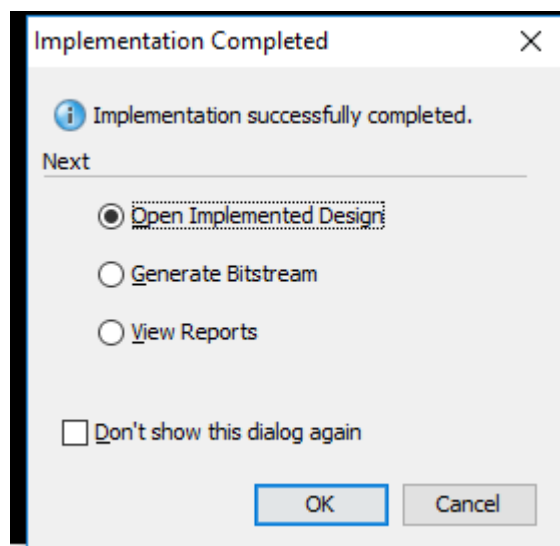 Implementation Completed
Implementation successfully completed.
Next
Open Implemented Design
Generate Bitstream
View Reports
Don't show this dialog again
OK Cancel